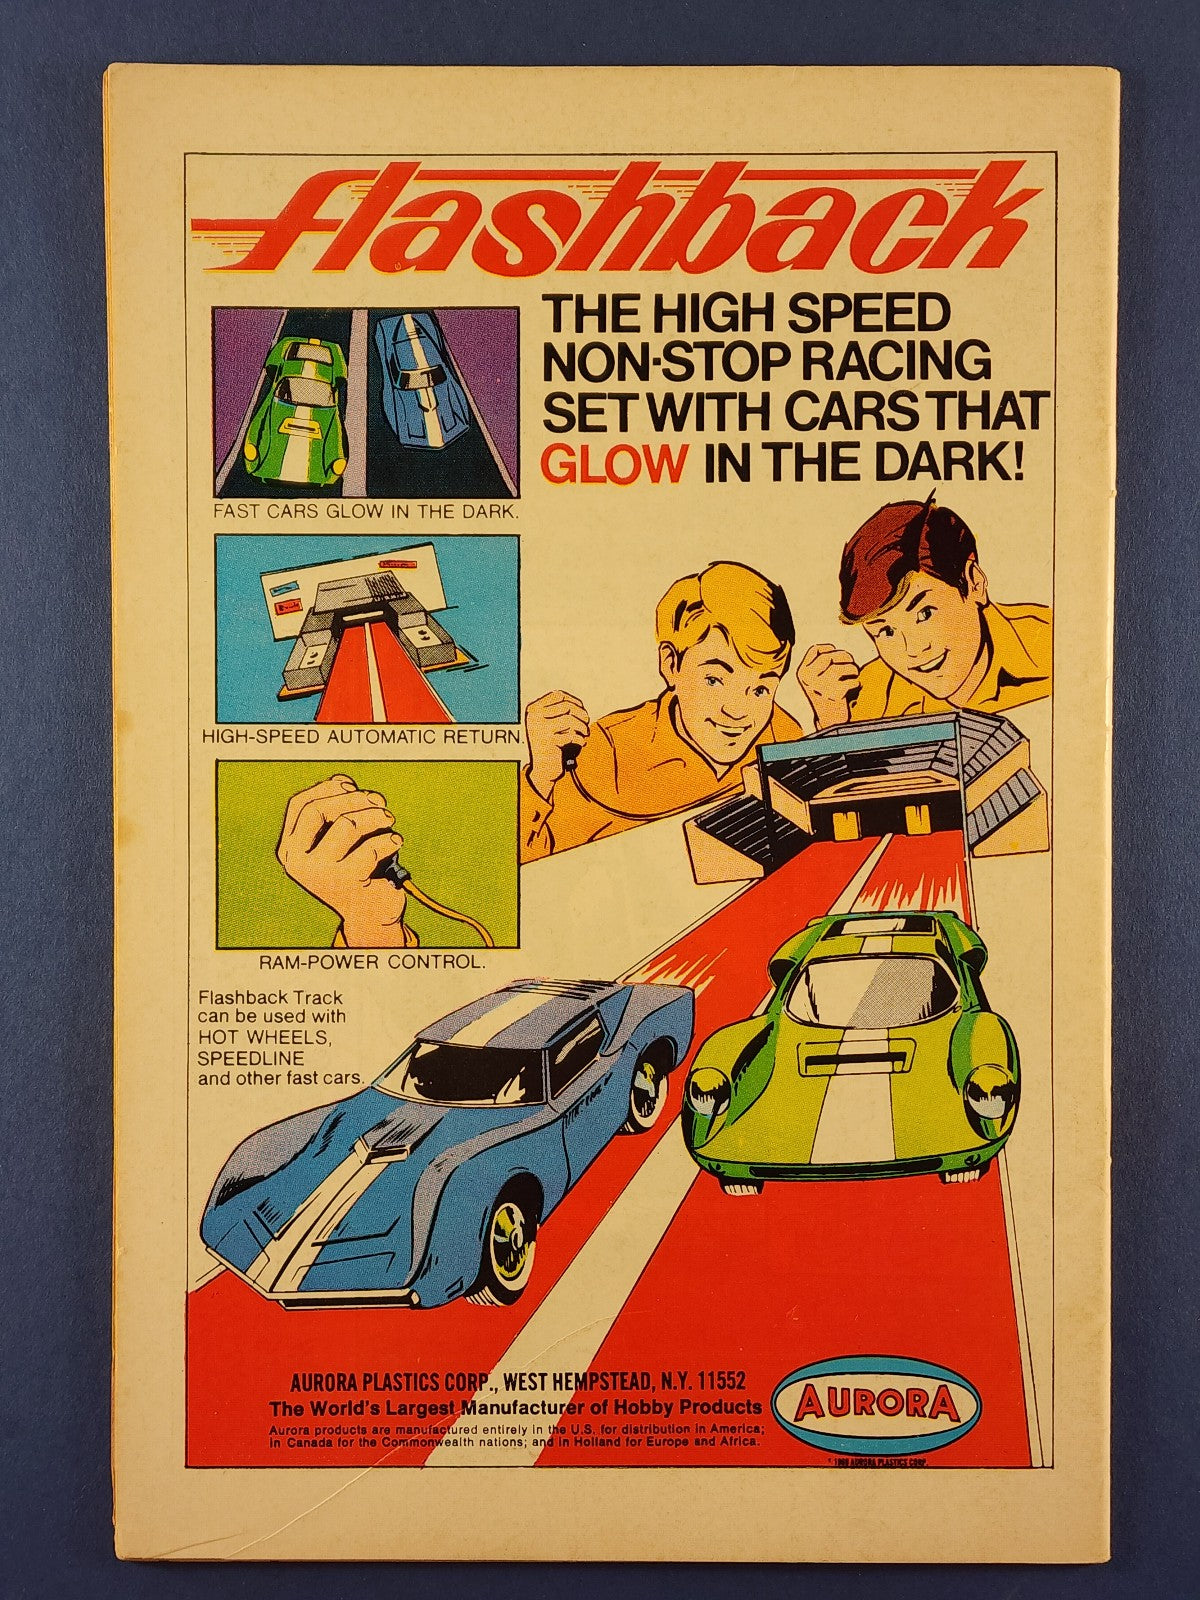 flashback
THE HIGH SPEED
NON-STOP RACING
SET WITH CARS THAT
GLOW IN THE DARK!
FAST CARS GLOW IN THE DARK.
HIGH-SPEED AUTOMATIC RETURN.
RAM-POWER CONTROL.
Flashback Track
can be used with
HOT WHEELS,
SPEEDLINE
and other fast cars.
AURORA PLASTICS CORP., WEST HEMPSTEAD, N.Y. 11552
The World's Largest Manufacturer of Hobby Products
Aurora products are manufactured entirely in the U.S. for distribution in America;
in Canada for the Commonwealth nations; and in Holland for Europe and Africa.
AURORA
AURORA PLASTICS CORP.